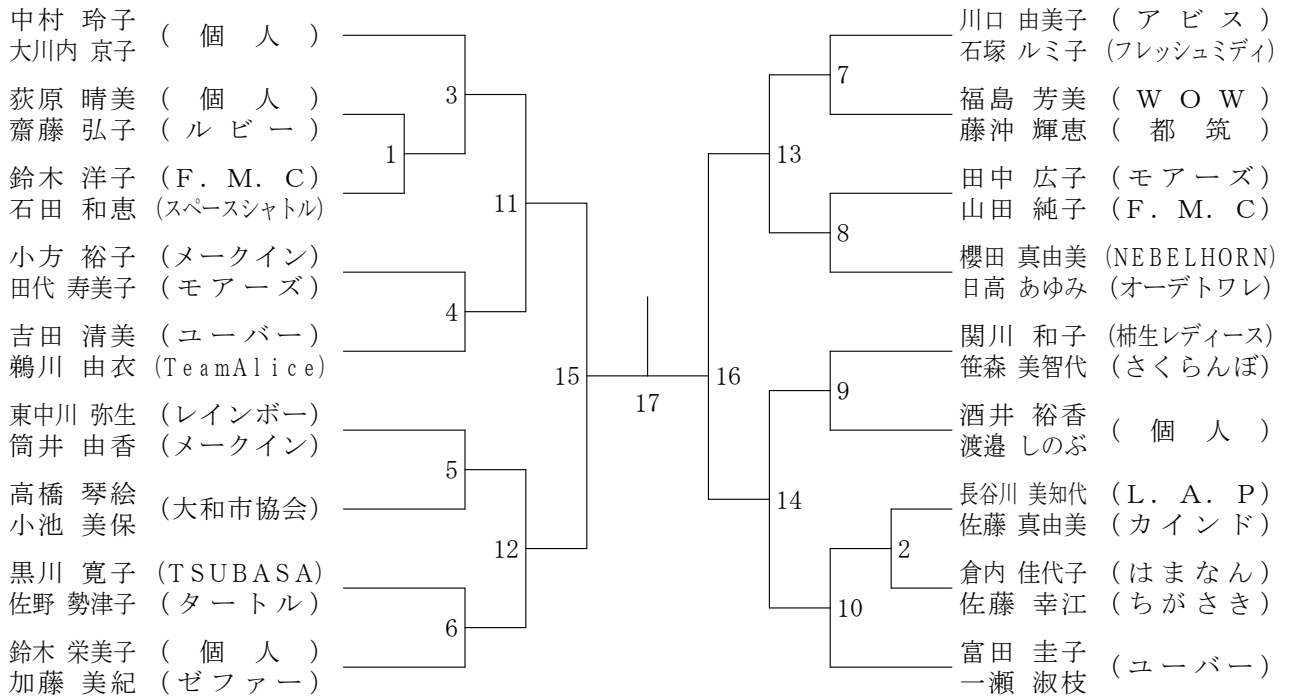 中村 玲子
大川内 京子 ( 個 人 )
荻原 晴美 ( 個 人 )
齋藤 弘子 ( ル ビ ー )
鈴木 洋子 (F. M. C)
石田 和恵 (スペースシャトル)
小方 裕子 (メークイン)
田代 寿美子 (モアーズ)
吉田 清美 (ユーバー)
鵜川 由衣 (TeamAlice)
東中川 弥生 (レインボー)
筒井 由香 (メークイン)
高橋 琴絵
小池 美保 (大和市協会)
黒川 寛子 (TSUBASA)
佐野 勢津子 (タートル)
鈴木 栄美子 ( 個 人 )
加藤 美紀 (ゼファー)
3
1
11
4
15
5
12
6
17
7
13
8
16
9
14
2
10
川口 由美子 ( ア ビ ス )
石塚 ルミ子 (フレッシュミディ)
福島 芳美 ( W O W )
藤沖 輝恵 ( 都 筑 )
田中 広子 (モアーズ)
山田 純子 (F. M. C)
櫻田 真由美 (NEBELHORN)
日高 あゆみ (オーデトワレ)
関川 和子 (柿生レディース)
笹森 美智代 (さくらんぼ)
酒井 裕香
渡邉 しのぶ ( 個 人 )
長谷川 美知代 (L. A. P)
佐藤 真由美 (カインド)
倉内 佳代子 (はまなん)
佐藤 幸江 (ちがさき)
富田 圭子
一瀬 淑枝 (ユーバー)